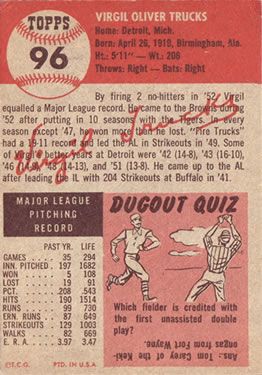 TOPPS
96
VIRGIL OLIVER TRUCKS
Home: Detroit, Mich.
Born: April 26, 1919, Birmingham, Ala.
Ht.: 5'11" — Wt.: 206
Throws: Right — Bats: Right
By firing 2 no-hitters in '52 Virgil
equalled a Major League record. He came to the Browns during
'52 after putting in 10 seasons with the Tigers. In every
season except '47, he won more than he lost. "Fire Trucks"
had a 19-11 record and led the AL in Strikeouts in '49. Some
of Virgil's better years at Detroit were '42 (14-8), '43 (16-10),
'46 (14-9), '48 (14-13), and '51 (13-8). He came up to the AL
after leading the IL with 204 Strikeouts at Buffalo in '41.
Virgil Trucks
MAJOR LEAGUE
PITCHING
RECORD
PAST YR. LIFE
GAMES 35 294
INN. PITCHED 197 1682
WON 5 109
LOST 19 91
PCT. .208 .543
HITS 190 1514
RUNS 99 730
EARN. RUNS 87 649
STRIKEOUTS 129 1003
WALKS 82 669
E. R. A. 3.97 3.47
©T.C.G. PTD. IN U.S.A
DUGOUT QUIZ
Which fielder is credited with
the first unassisted double
play?
Ans: Tom Carey of the Keki-
ongas from Fort Wayne.